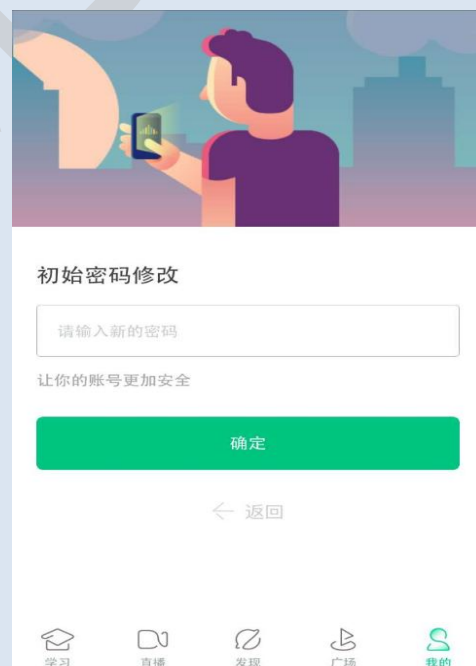 初始密码修改
请输入新的密码
让你的账号更加安全
确定
返回
学习 直播 发现 广场 我的